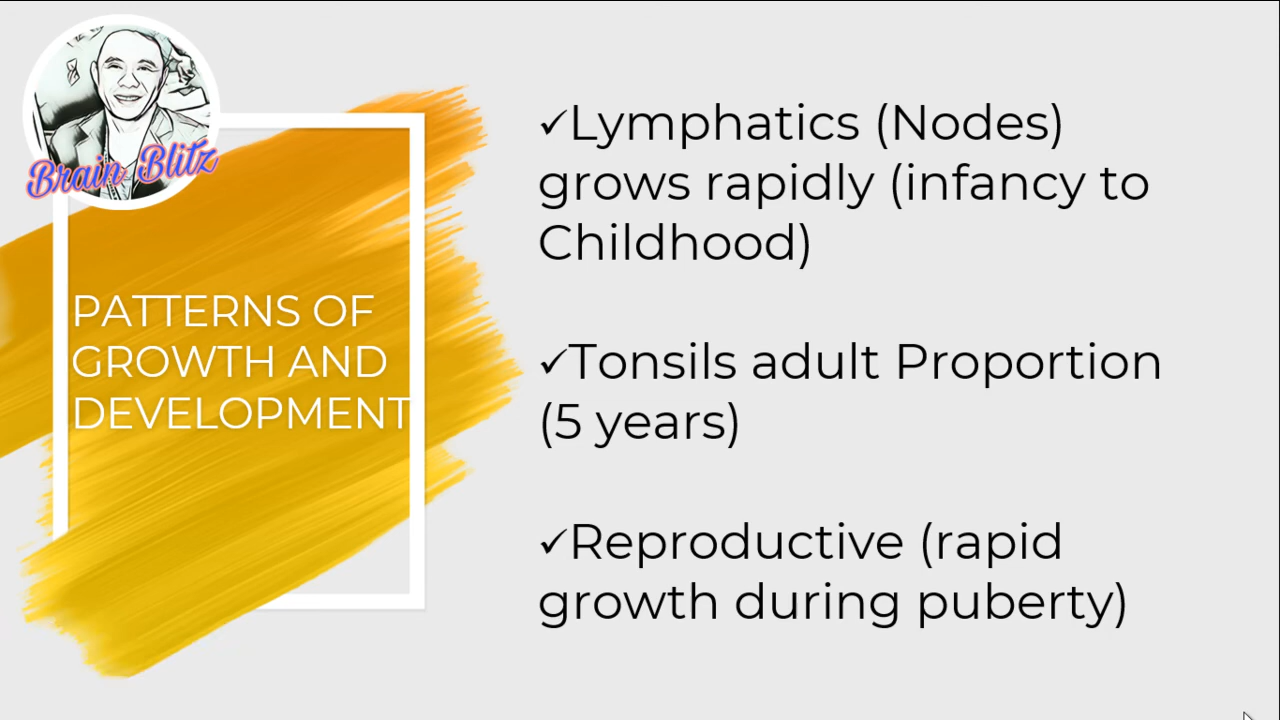 Brain Blitz
PATTERNS OF
GROWTH AND
DEVELOPMENT
✓Lymphatics (Nodes)
grows rapidly (infancy to
Childhood)
✓Tonsils adult Proportion
(5 years)
✓Reproductive (rapid
growth during puberty)